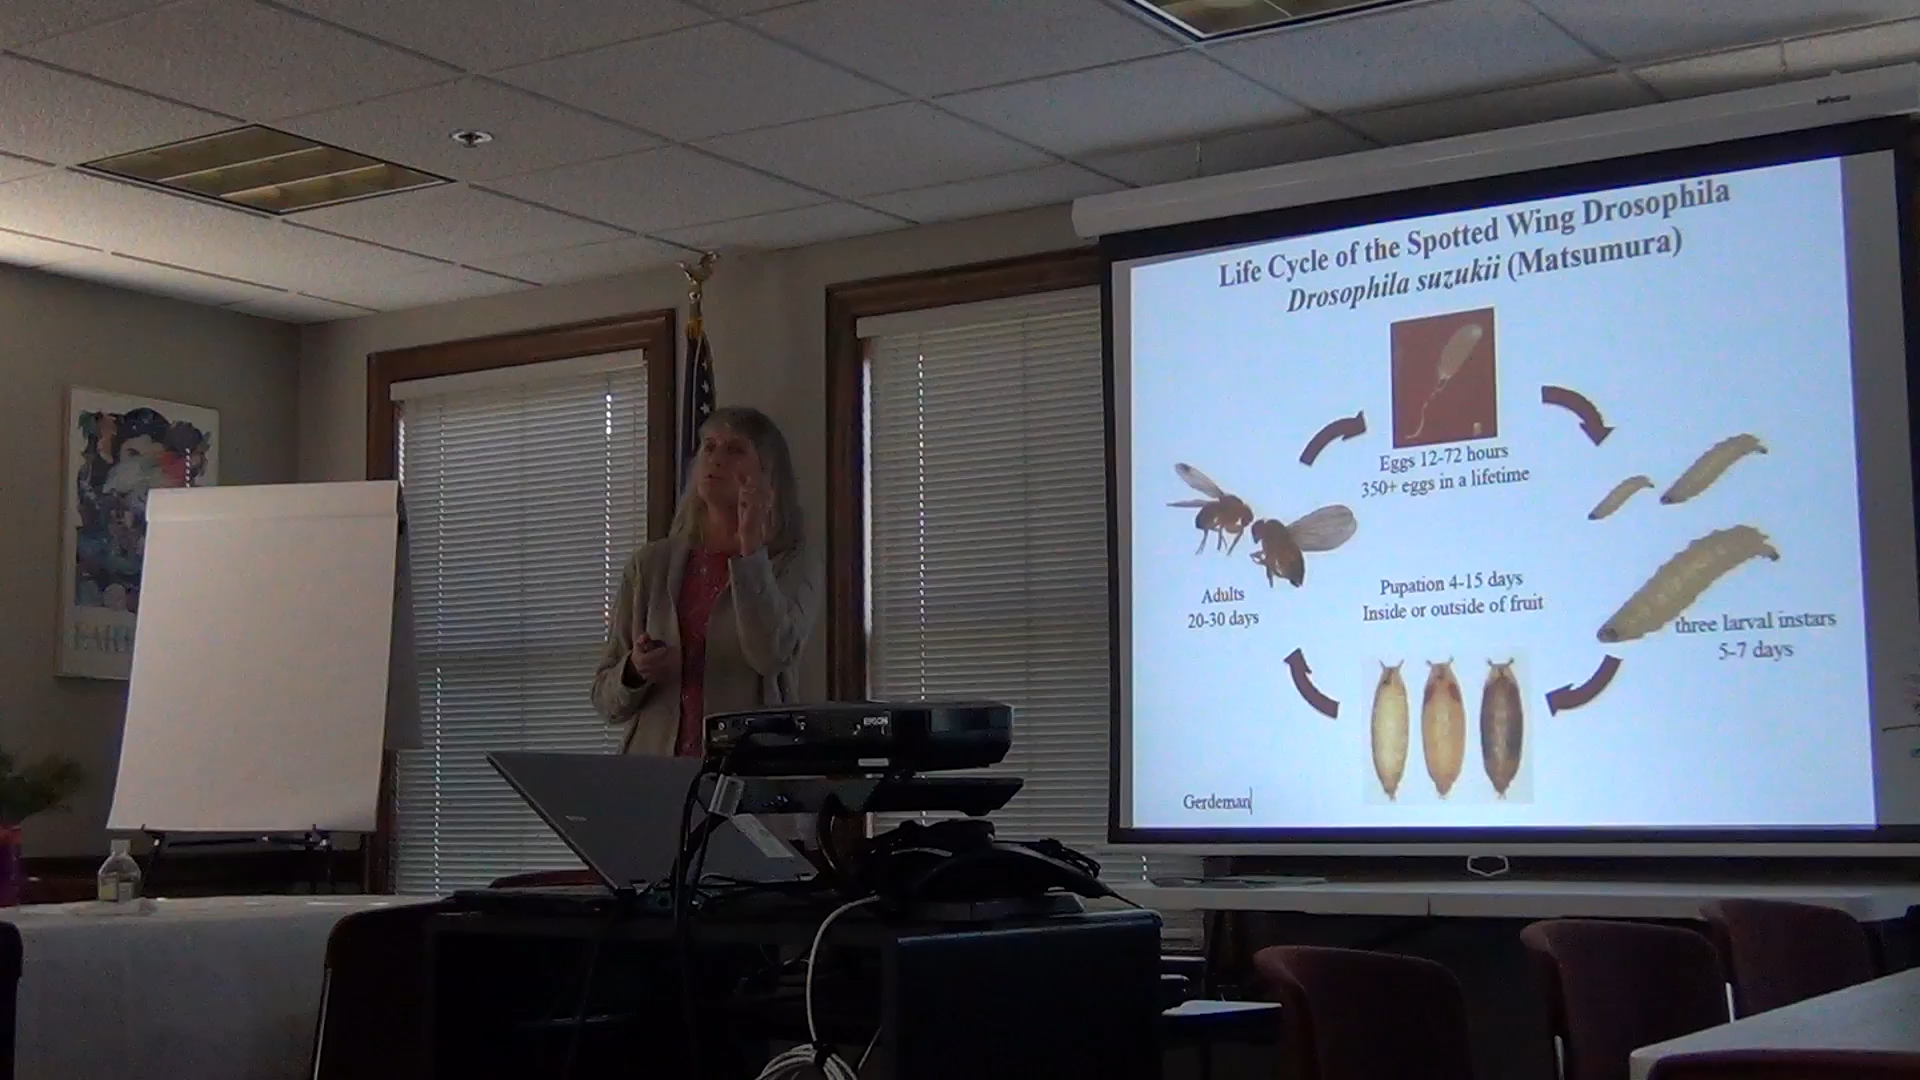 Life Cycle of the Spotted Wing Drosophila
Drosophila suzukii (Matsumura)
Eggs 12-72 hours
350+ eggs in a lifetime
Adults
20-30 days
Pupation 4-15 days
Inside or outside of fruit
three larval instars
5-7 days
Gerdeman
EPSON